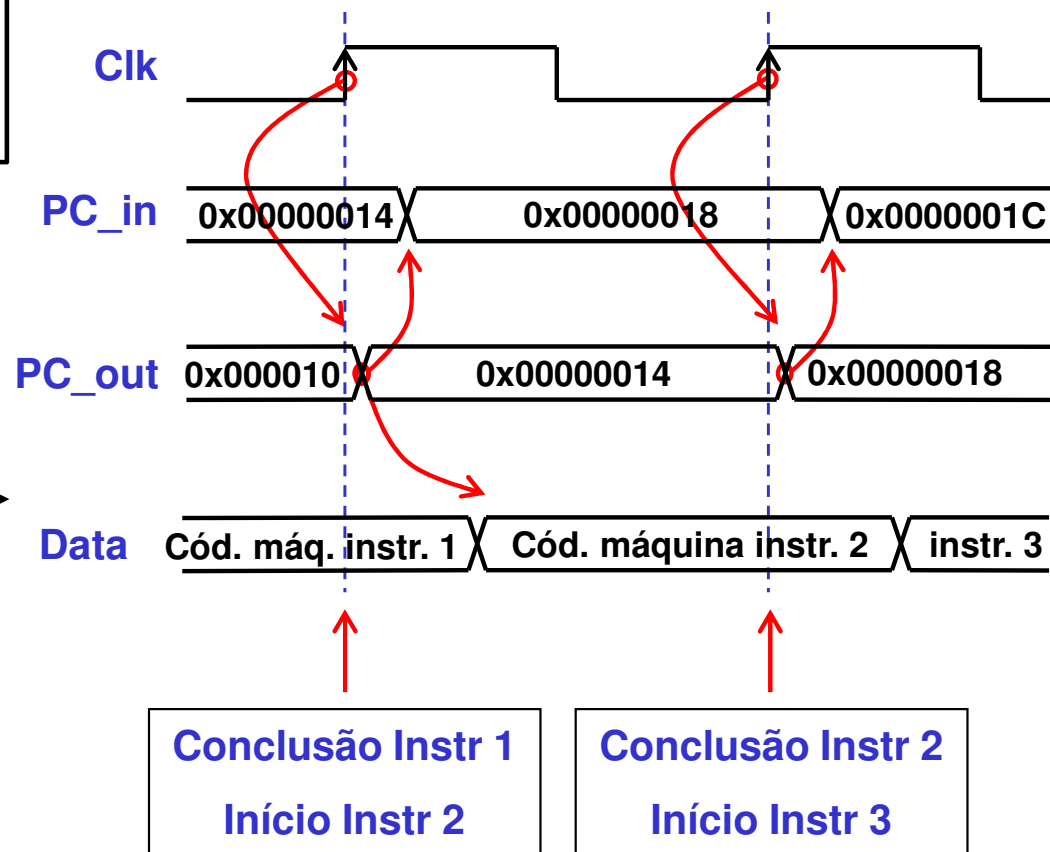 Clk
PC_in 0x00000014 0x00000018 0x0000001C
PC_out 0x000010 0x00000014 0x00000018
Data Cód. máq. instr. 1 Cód. máquina instr. 2 instr. 3
Conclusão Instr 1
Início Instr 2
Conclusão Instr 2
Início Instr 3